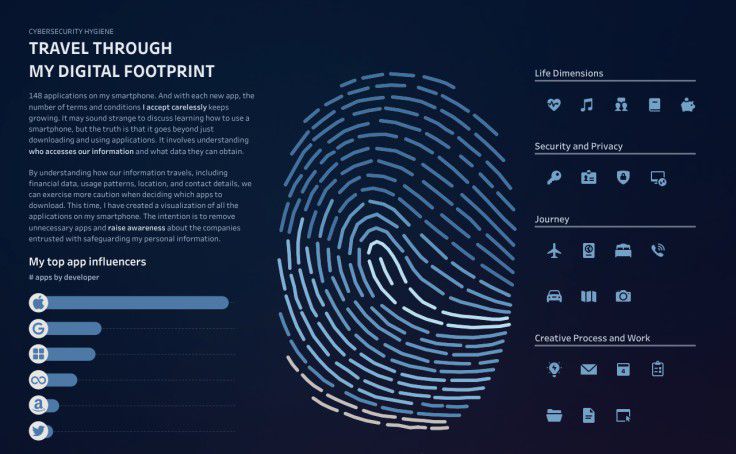 CYBERSECURITY HYGIENE
TRAVEL THROUGH
MY DIGITAL FOOTPRINT
148 applications on my smartphone. And with each new app, the
number of terms and conditions I accept carelessly keeps
growing. It may sound strange to discuss learning how to use a
smartphone, but the truth is that it goes beyond just
downloading and using applications. It involves understanding
who accesses our information and what data they can obtain.
By understanding how our information travels, including
financial data, usage patterns, location, and contact details, we
can exercise more caution when deciding which apps to
download. This time, I have created a visualization of all the
applications on my smartphone. The intention is to remove
unnecessary apps and raise awareness about the companies
entrusted with safeguarding my personal information.
My top app influencers
# apps by developer
G
a
Life Dimensions
Security and Privacy
Journey
Creative Process and Work
4